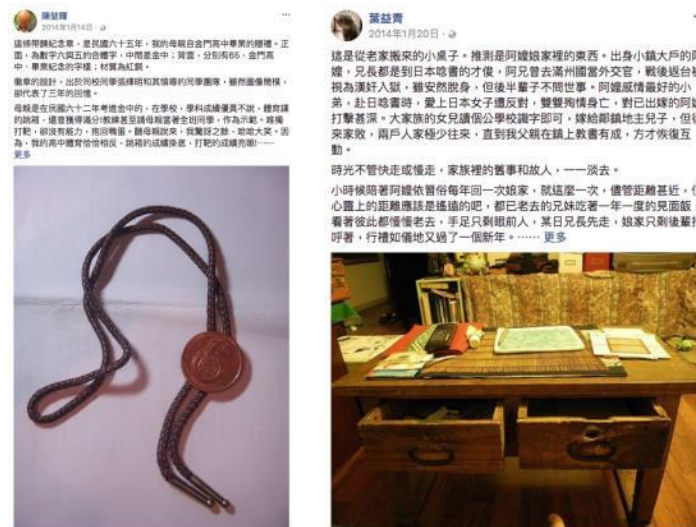 陳瑩輝
2014年1月14日
這條帶鍊紀念章,是民國六十五年,我的母親自金門高中畢業的贈禮。正
面,為數字六與五的合體字,中間是金中;背面,分別有65、金門高
中、畢業紀念的字樣;材質為紅銅。
徽章的設計,出於同校同學張輝明和其領導的同學團隊,雖然圖像簡樸,
卻代表了三年的回憶。
母親是在民國六十二年考進金中的,在學校,學科成績優異不說,體育課
的跳箱,還曾獲得滿分!教練甚至請母親當著全班同學,作為示範。唯獨
打靶,卻沒有能力,抱回鴨蛋。聽母親說來,我驚訝之餘,哈哈大笑。因
為,我的高中體育恰恰相反,跳箱的成績掛底,打靶的成績亮眼!……
更多
葉益青
2014年1月20日
這是從老家搬來的小桌子。推測是阿嬤娘家裡的東西。出身小鎮大戶的阿
嬤,兄長都是到日本唸書的才俊,阿兄曾去滿州國當外交官,戰後返台被
視為漢奸入獄,雖安然脫身,但後半輩子不問世事。阿嬤感情最好的小
弟,赴日唸書時,愛上日本女子遭反對,雙雙殉情身亡,對已出嫁的阿嬤
打擊甚深。大家族的女兒讀個公學校識字即可,嫁給鄰鎮地主兒子,但後
來家敗,兩戶人家極少往來,直到我父親在鎮上教書有成,方才恢復互
動。
時光不管快走或慢走,家族裡的舊事和故人,一一淡去。
小時候陪著阿嬤依習俗每年回一次娘家,就這麼一次,儘管距離甚近,但
心靈上的距離應該是遙遠的吧,都已老去的兄妹吃著一年一度的見面飯,
看著彼此都慢慢老去,手足只剩眼前人,某日兄長先走,娘家只剩後輩招
呼著,行禮如儀地又過了一個新年。…… 更多